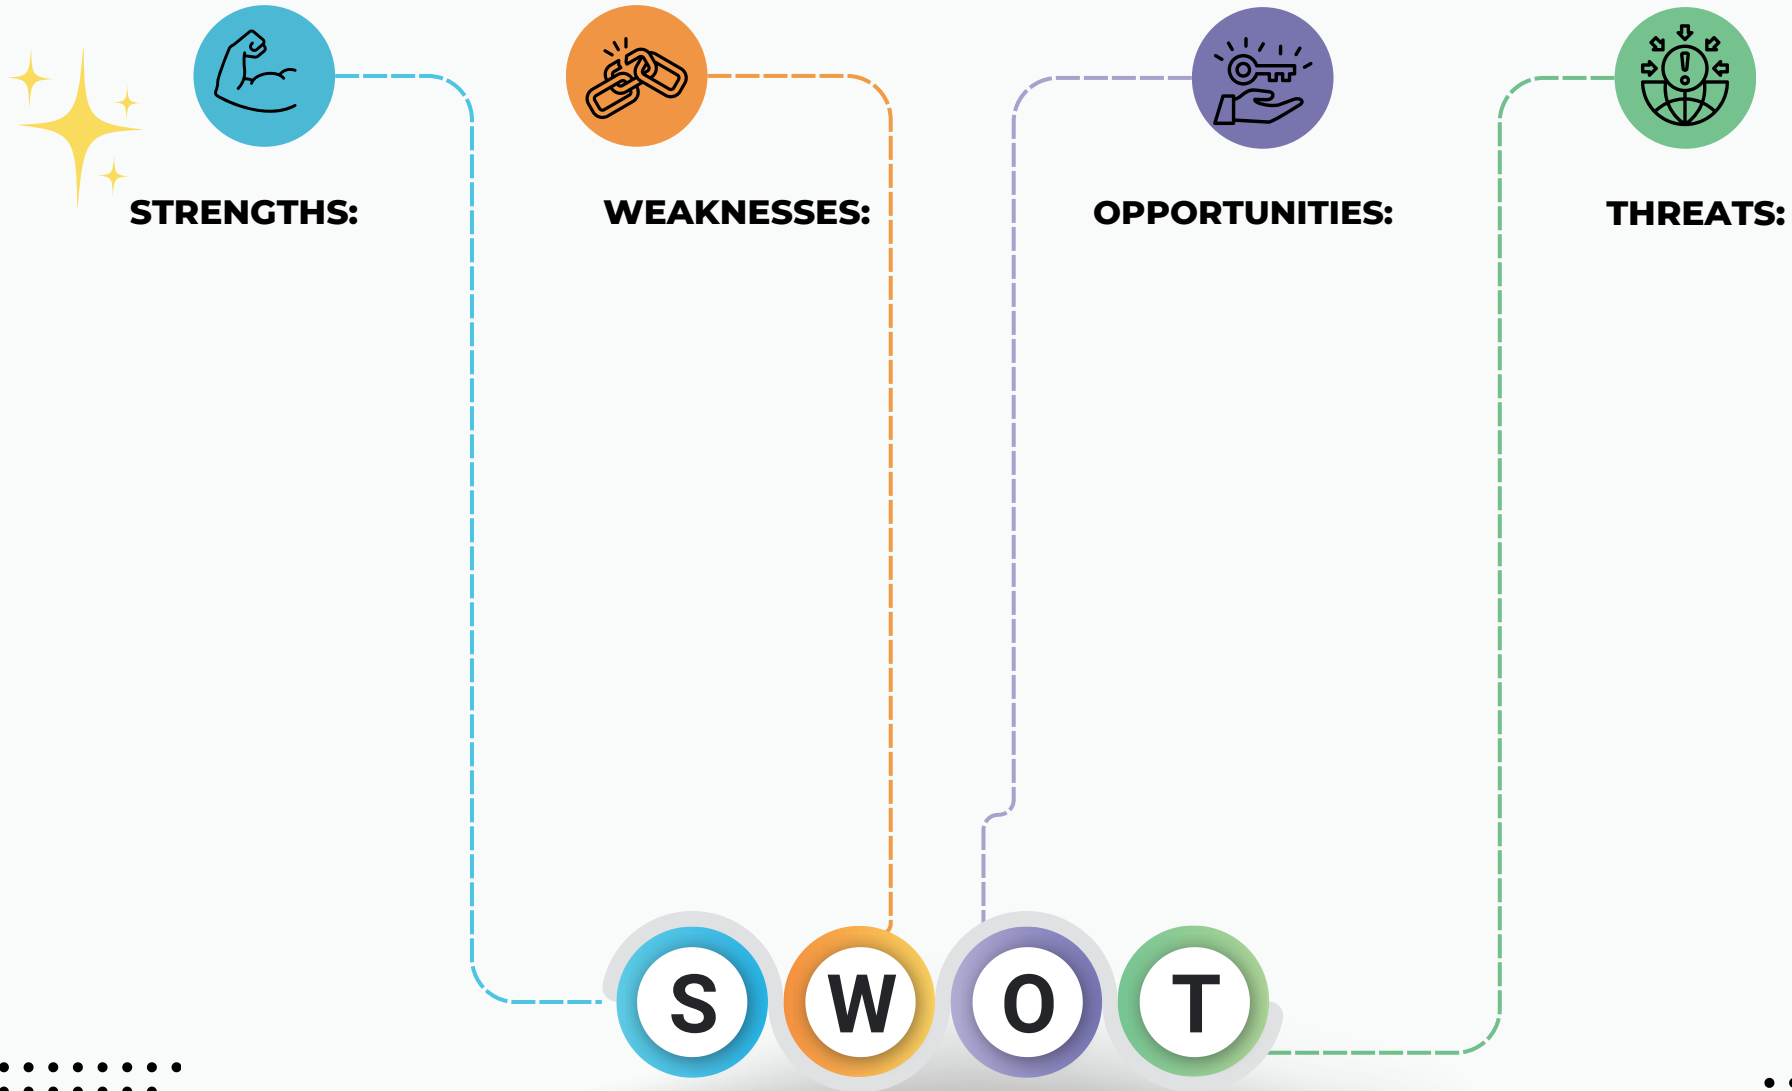 STRENGTHS:
WEAKNESSES:
OPPORTUNITIES:
THREATS:
S W O T